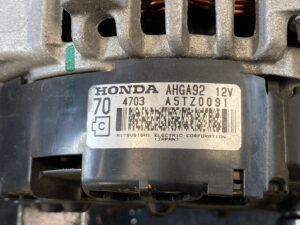 HONDA AHGA92 12V
70 4703 A5TZ0091
C
MITSUBISHI ELECTRIC CORPORATION
(JAPAN)